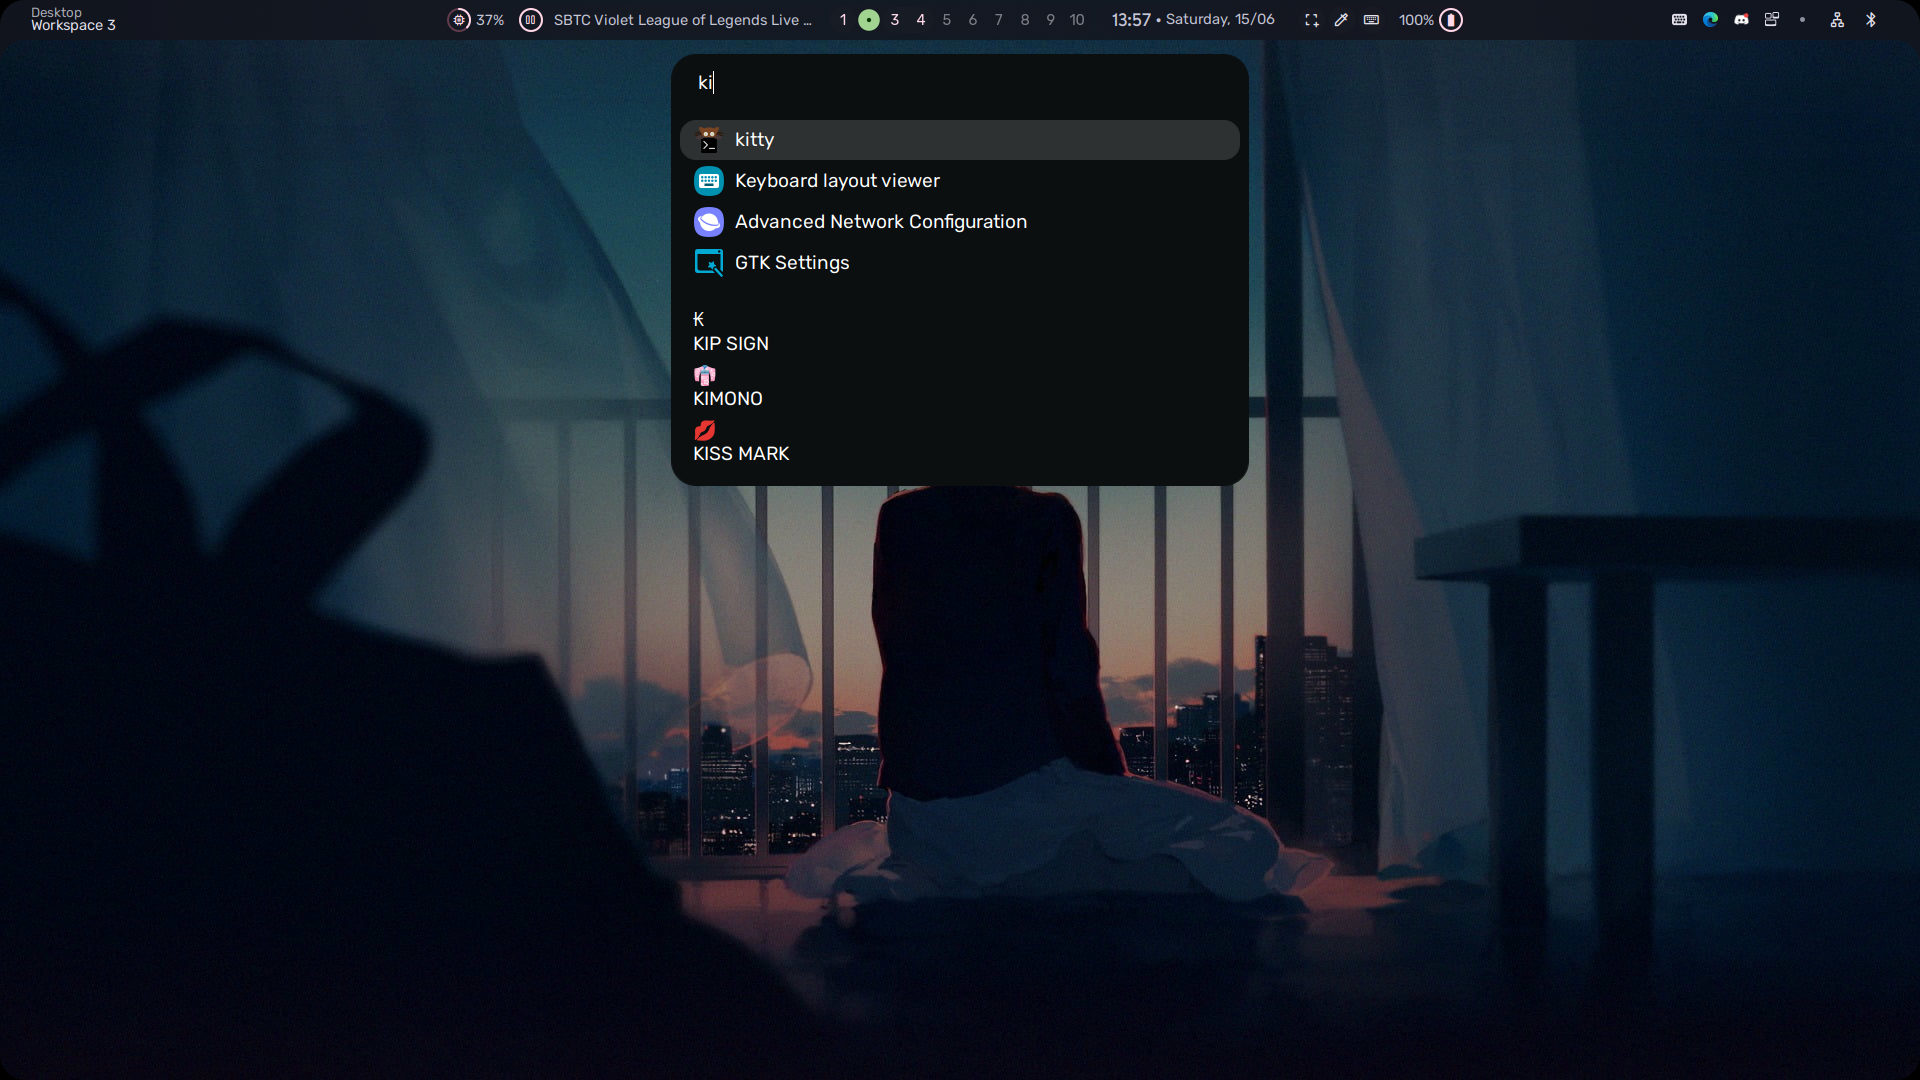 Desktop
Workspace 3
37%
SBTC Violet League of Legends Live ...
1 3 4 5 6 7 8 9 10
13:57 • Saturday, 15/06
100%
ki
kitty
Keyboard layout viewer
Advanced Network Configuration
GTK Settings
₭
KIP SIGN
👘
KIMONO
💋
KISS MARK